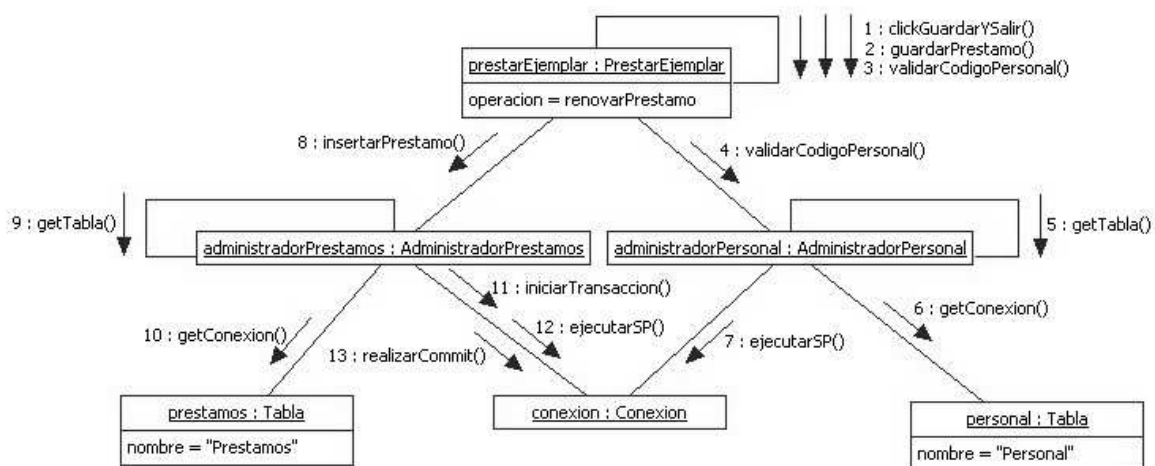 1 : clickGuardarYSalir()
2 : guardarPrestamo()
3 : validarCodigoPersonal()
prestarEjemplar : PrestarEjemplar
operacion = renovarPrestamo
8 : insertarPrestamo()
4 : validarCodigoPersonal()
9 : getTabla()
5 : getTabla()
administradorPrestamos : AdministradorPrestamos
administradorPersonal : AdministradorPersonal
11 : iniciarTransaccion()
6 : getConexion()
10 : getConexion()
12 : ejecutarSP()
7 : ejecutarSP()
13 : realizarCommit()
prestamos : Tabla
nombre = "Prestamos"
conexion : Conexion
personal : Tabla
nombre = "Personal"